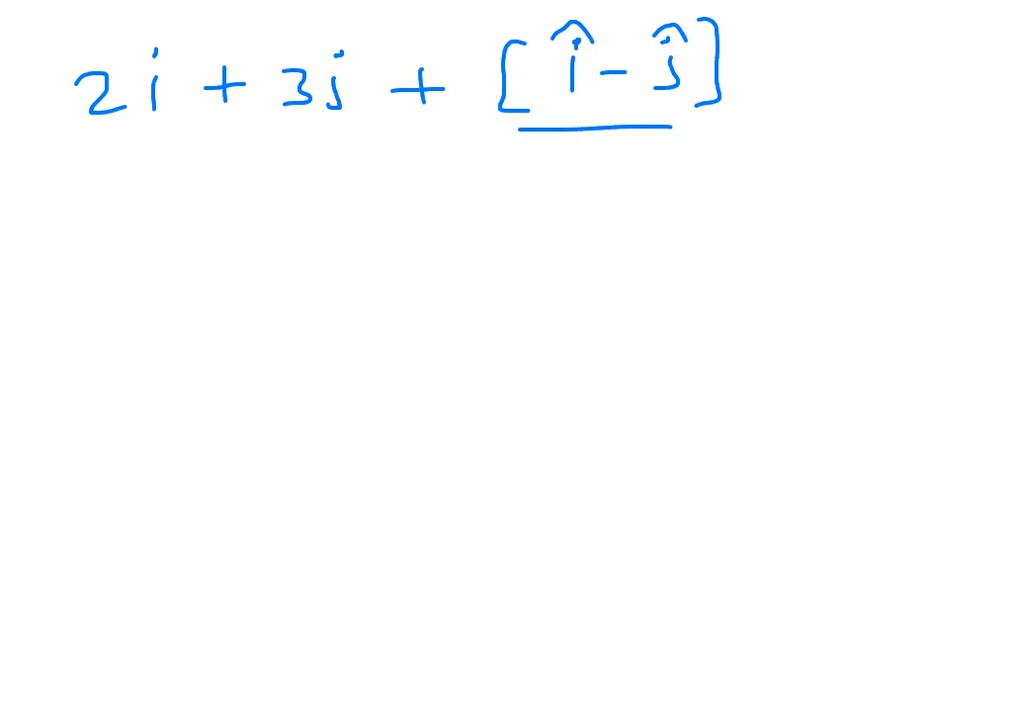 2i + 3j + [î - ĵ]